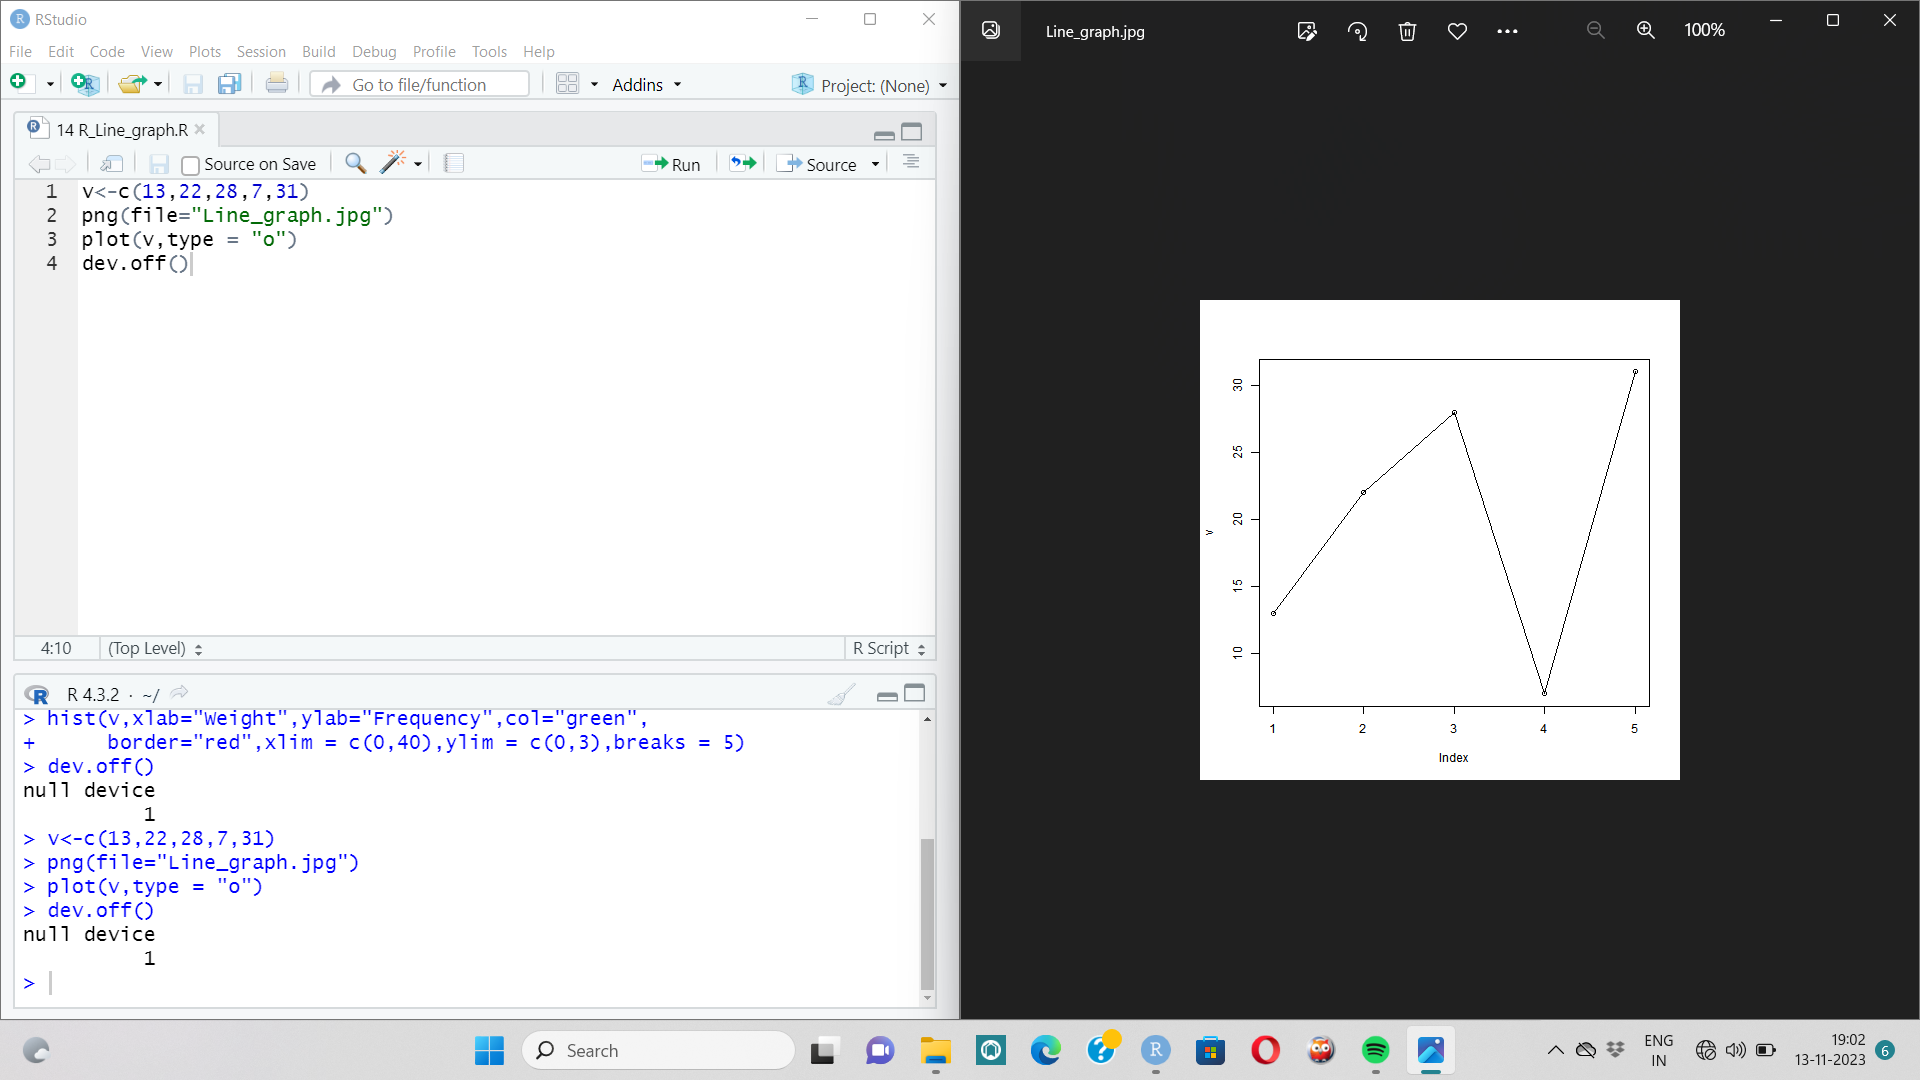 RStudio
File Edit Code View Plots Session Build Debug Profile Tools Help
Go to file/function Addins Project: (None)
14 R_Line_graph.R
Source on Save Run Source
1 v<-c(13,22,28,7,31)
2 png(file="Line_graph.jpg")
3 plot(v,type = "o")
4 dev.off()
4:10 (Top Level) R Script
R 4.3.2 · ~/
> hist(v,xlab="Weight",ylab="Frequency",col="green",
+      border="red",xlim = c(0,40),ylim = c(0,3),breaks = 5)
> dev.off()
null device
          1
> v<-c(13,22,28,7,31)
> png(file="Line_graph.jpg")
> plot(v,type = "o")
> dev.off()
null device
          1
>
Line_graph.jpg 100%
30
25
20
15
10
v
1 2 3 4 5
Index
Search
ENG
IN
19:02
13-11-2023
6